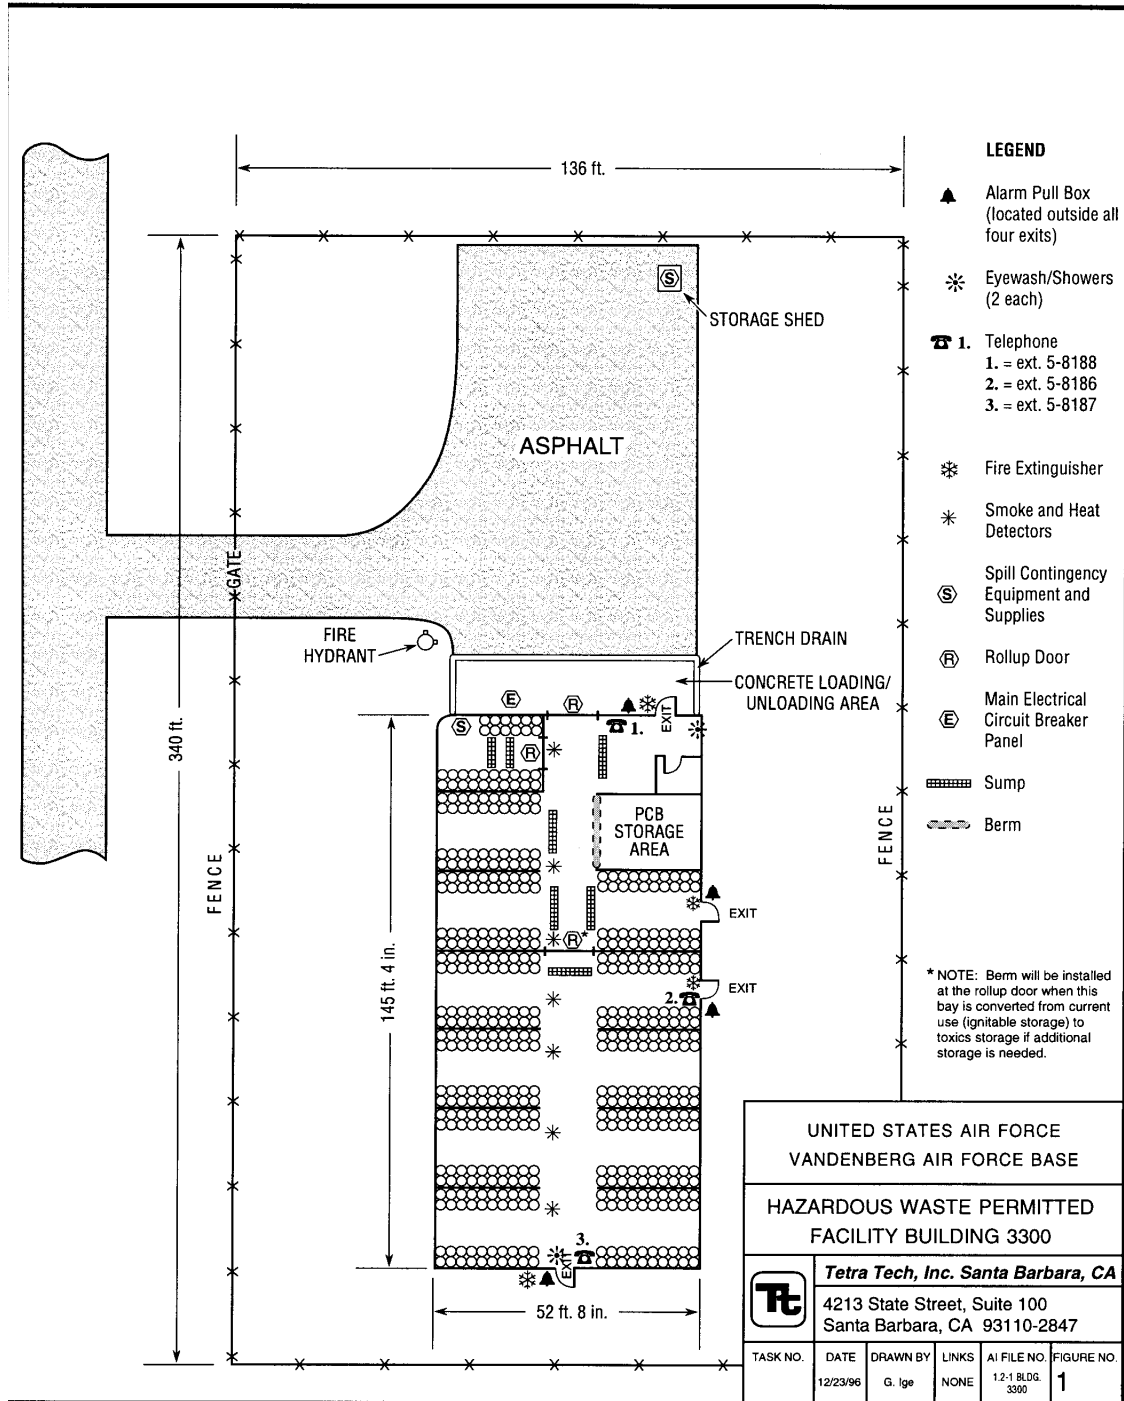 136 ft.
LEGEND
Alarm Pull Box
(located outside all
four exits)
Eyewash/Showers
(2 each)
1. Telephone
1. = ext. 5-8188
2. = ext. 5-8186
3. = ext. 5-8187
Fire Extinguisher
Smoke and Heat
Detectors
S Spill Contingency
Equipment and
Supplies
R Rollup Door
E Main Electrical
Circuit Breaker
Panel
Sump
Berm
S
STORAGE SHED
ASPHALT
GATE
FIRE
HYDRANT
TRENCH DRAIN
CONCRETE LOADING/
UNLOADING AREA
340 ft.
E
R
S
1.
EXIT
R
PCB
STORAGE
AREA
FENCE
FENCE
EXIT
R*
145 ft. 4 in.
2.
EXIT
* NOTE: Berm will be installed
at the rollup door when this
bay is converted from current
use (ignitable storage) to
toxics storage if additional
storage is needed.
3.
EXIT
52 ft. 8 in.
UNITED STATES AIR FORCE
VANDENBERG AIR FORCE BASE
HAZARDOUS WASTE PERMITTED
FACILITY BUILDING 3300
Tt
Tetra Tech, Inc. Santa Barbara, CA
4213 State Street, Suite 100
Santa Barbara, CA 93110-2847
TASK NO.
DATE
12/23/96
DRAWN BY
G. Ige
LINKS
NONE
AI FILE NO.
1.2-1 BLDG.
3300
FIGURE NO.
1